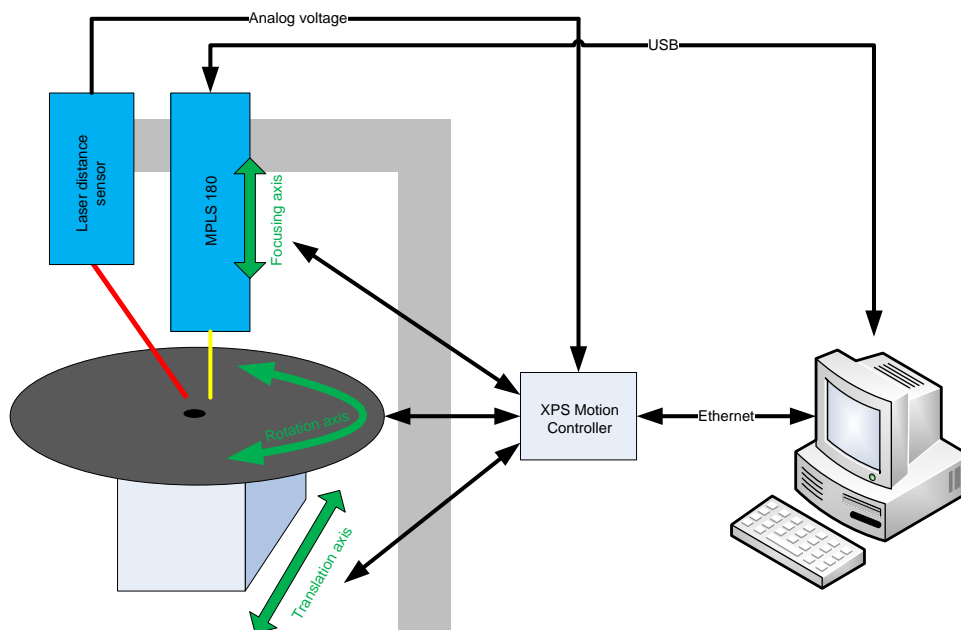 Analog voltage
USB
Laser distance
sensor
MPLS 180
Focusing axis
Rotation axis
XPS Motion
Controller
Ethernet
Translation axis